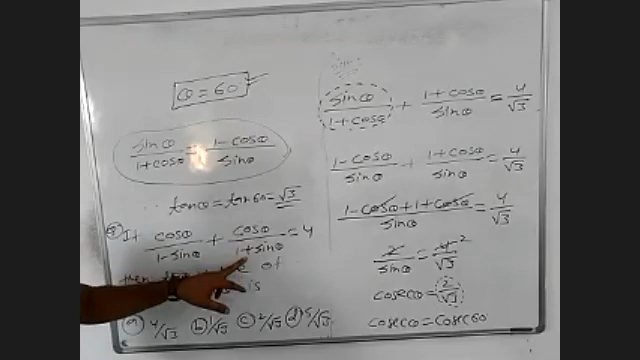 θ = 60
sinθ/1+cosθ = 1-cosθ/sinθ
∴ tanθ = tan60 = √3
If cosθ/1-sinθ + cosθ/1+sinθ = 4
then of
is
(a) 4/√3 (b) 1/√3 (c) 2/√3 (d) 5/√3
sinθ/1+cosθ + 1+cosθ/sinθ = 4/√3
1-cosθ/sinθ + 1+cosθ/sinθ = 4/√3
1-cosθ+1+cosθ/sinθ = 4/√3
2/sinθ = 4 2/√3
cosecθ = 2/√3
cosecθ = cosec60